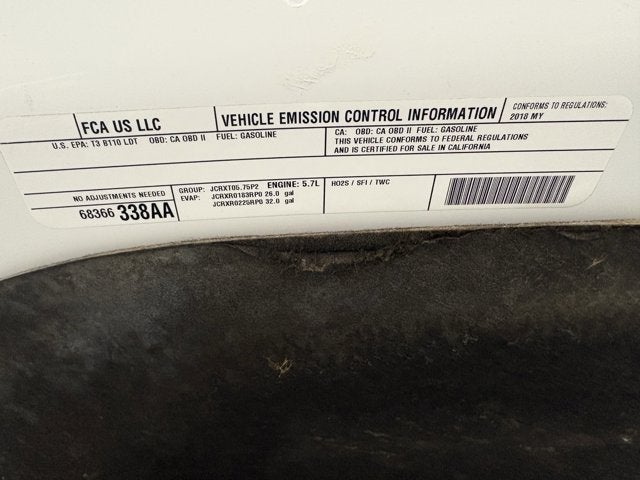 FCA US LLC
VEHICLE EMISSION CONTROL INFORMATION
CONFORMS TO REGULATIONS:
2018 MY
U.S. EPA: T3 B110 LDT OBD: CA OBD II FUEL: GASOLINE
CA: OBD: CA OBD II FUEL: GASOLINE
THIS VEHICLE CONFORMS TO FEDERAL REGULATIONS
AND IS CERTIFIED FOR SALE IN CALIFORNIA
NO ADJUSTMENTS NEEDED
68366 338AA
GROUP: JCRXT05.75P2 ENGINE: 5.7L
EVAP: JCRXR0183RP0 26.0 gal
JCRXR0225RP0 32.0 gal
HO2S / SFI / TWC